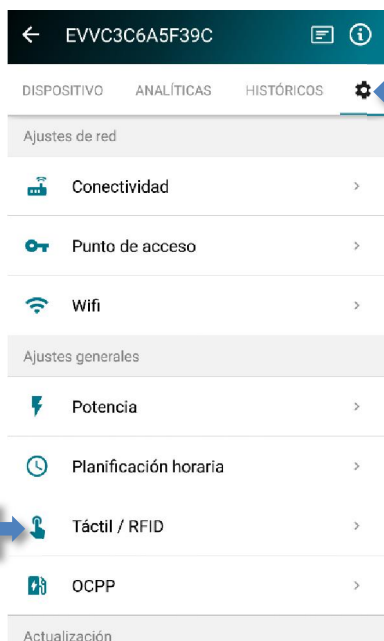 EVVC3C6A5F39C
DISPOSITIVO ANALÍTICAS HISTÓRICOS
Ajustes de red
Conectividad
Punto de acceso
Wifi
Ajustes generales
Potencia
Planificación horaria
Táctil / RFID
OCPP
Actualización